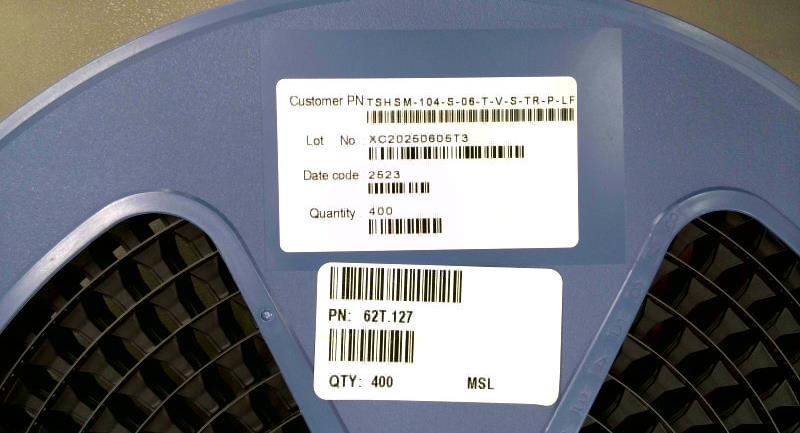 Customer PN TSHSM-104-S-06-T-V-S-TR-P-LF
Lot No XC20250605T3
Date code 2523
Quantity 400
PN: 62T.127
QTY: 400 MSL